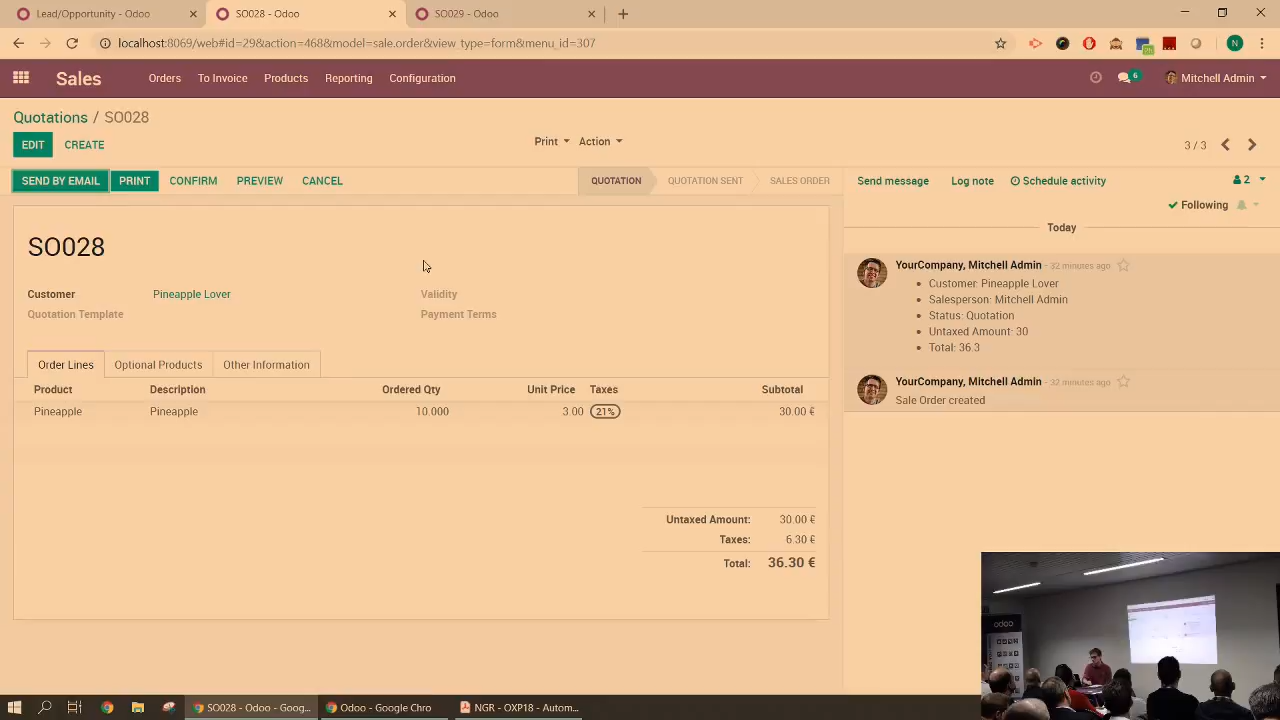 Lead/Opportunity - Odoo
SO028 - Odoo
SO029 - Odoo
localhost:8069/web#id=29&action=468&model=sale.order&view_type=form&menu_id=307
N
Sales
Orders
To Invoice
Products
Reporting
Configuration
6
Mitchell Admin
Quotations / SO028
EDIT
CREATE
Print
Action
3 / 3
SEND BY EMAIL
PRINT
CONFIRM
PREVIEW
CANCEL
QUOTATION
QUOTATION SENT
SALES ORDER
Send message
Log note
Schedule activity
2
Following
SO028
Customer
Pineapple Lover
Quotation Template
Validity
Payment Terms
Order Lines
Optional Products
Other Information
Product
Description
Ordered Qty
Unit Price
Taxes
Subtotal
Pineapple
Pineapple
10.000
3.00
21%
30.00 €
Untaxed Amount: 30.00 €
Taxes: 6.30 €
Total: 36.30 €
Today
YourCompany, Mitchell Admin - 32 minutes ago
• Customer: Pineapple Lover
• Salesperson: Mitchell Admin
• Status: Quotation
• Untaxed Amount: 30
• Total: 36.3
YourCompany, Mitchell Admin - 32 minutes ago
Sale Order created
odoo
SO028 - Odoo - Goog...
Odoo - Google Chro
NGR - OXP18 - Autom...